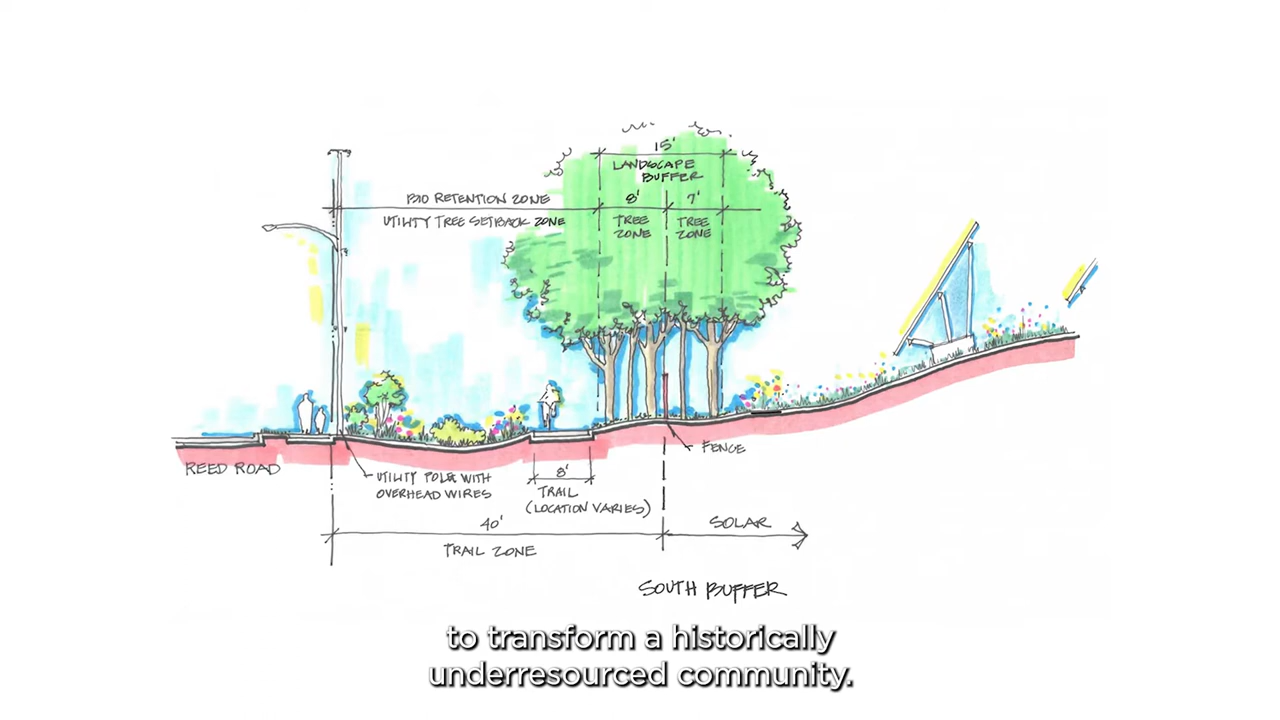 15'
LANDSCAPE
BUFFER
BIO RETENTION ZONE
8'
7'
UTILITY TREE SETBACK ZONE
TREE
ZONE
TREE
ZONE
REED ROAD
UTILITY POLE WITH
OVERHEAD WIRES
8'
TRAIL
(LOCATION VARIES)
FENCE
40'
TRAIL ZONE
SOLAR
SOUTH BUFFER
to transform a historically
underresourced community.